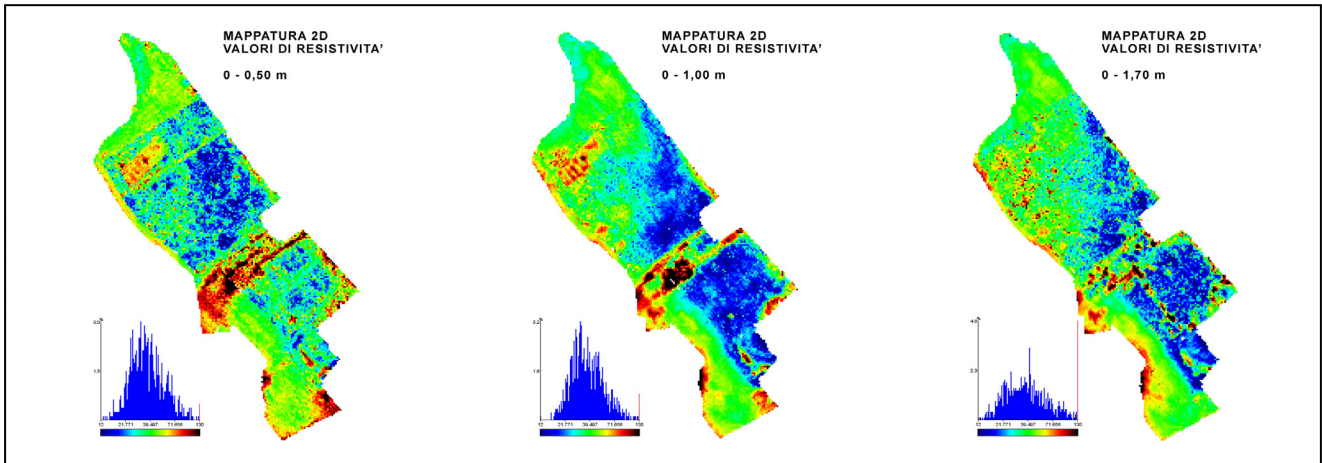 MAPPATURA 2D
VALORI DI RESISTIVITA'
0 - 0,50 m
12 21.771 39.497 71.656 130
MAPPATURA 2D
VALORI DI RESISTIVITA'
0 - 1,00 m
12 21.771 39.497 71.656 130
MAPPATURA 2D
VALORI DI RESISTIVITA'
0 - 1,70 m
12 21.771 39.497 71.656 130